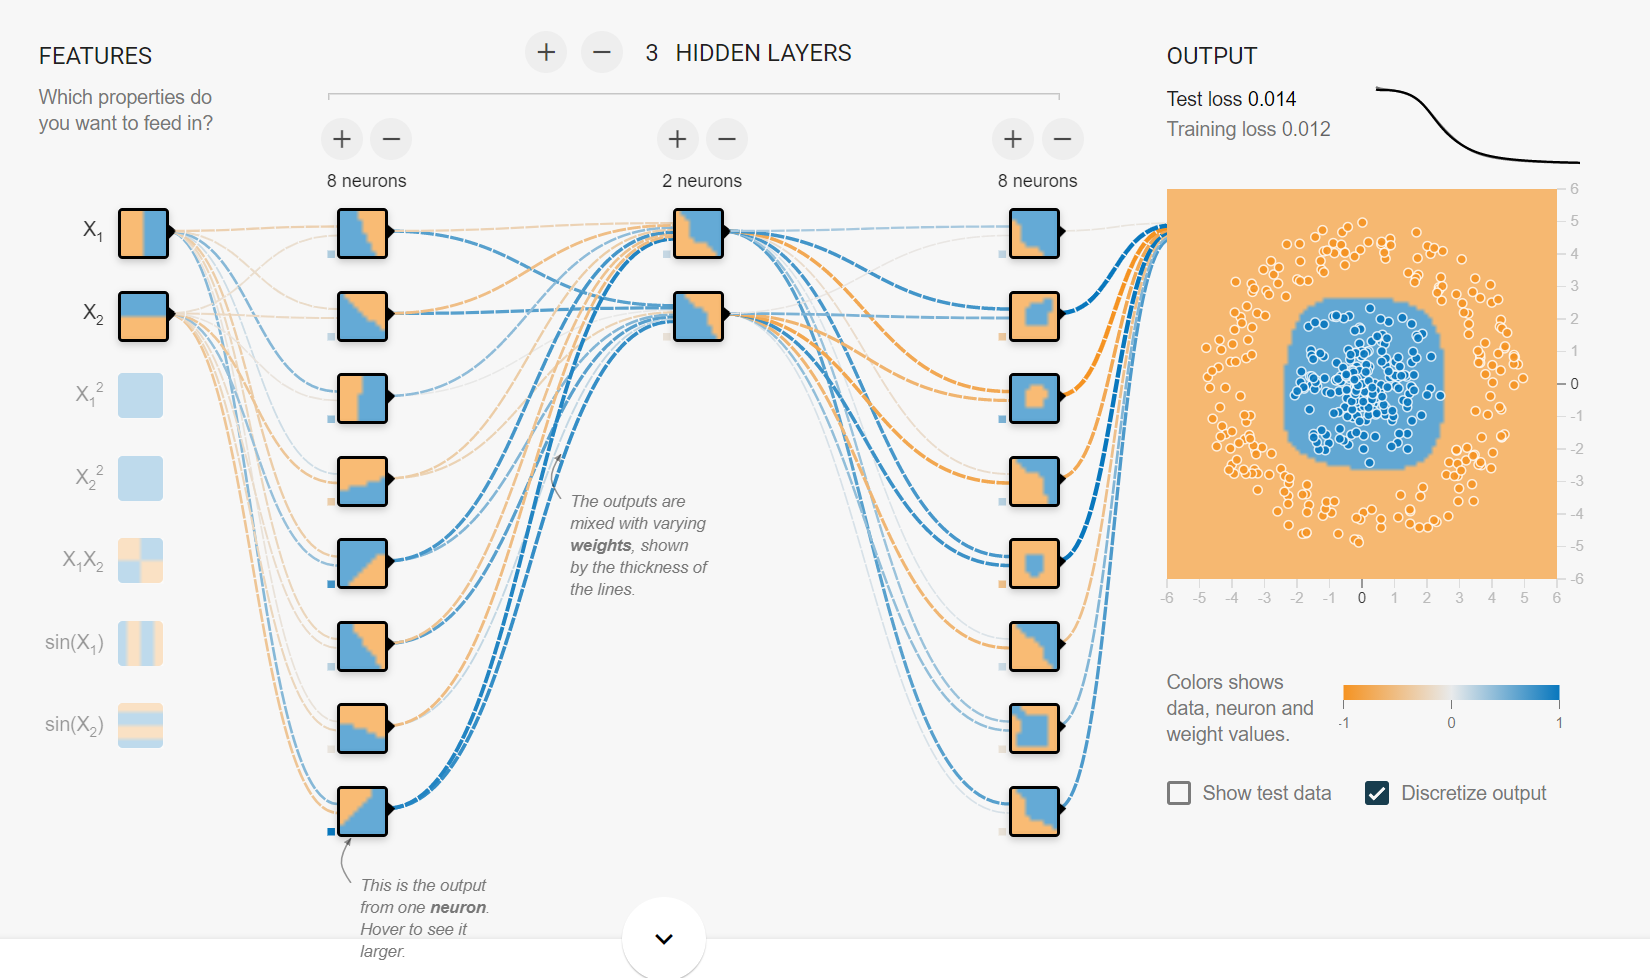 FEATURES
Which properties do
you want to feed in?
X1
X2
X1²
X2²
X1X2
sin(X1)
sin(X2)
+ − 3 HIDDEN LAYERS
+ −
8 neurons
+ −
2 neurons
+ −
8 neurons
The outputs are
mixed with varying
weights, shown
by the thickness of
the lines.
This is the output
from one neuron.
Hover to see it
larger.
OUTPUT
Test loss 0.014
Training loss 0.012
6
5
4
3
2
1
0
-1
-2
-3
-4
-5
-6
-6 -5 -4 -3 -2 -1 0 1 2 3 4 5 6
Colors shows
data, neuron and
weight values.
-1 0 1
Show test data
Discretize output